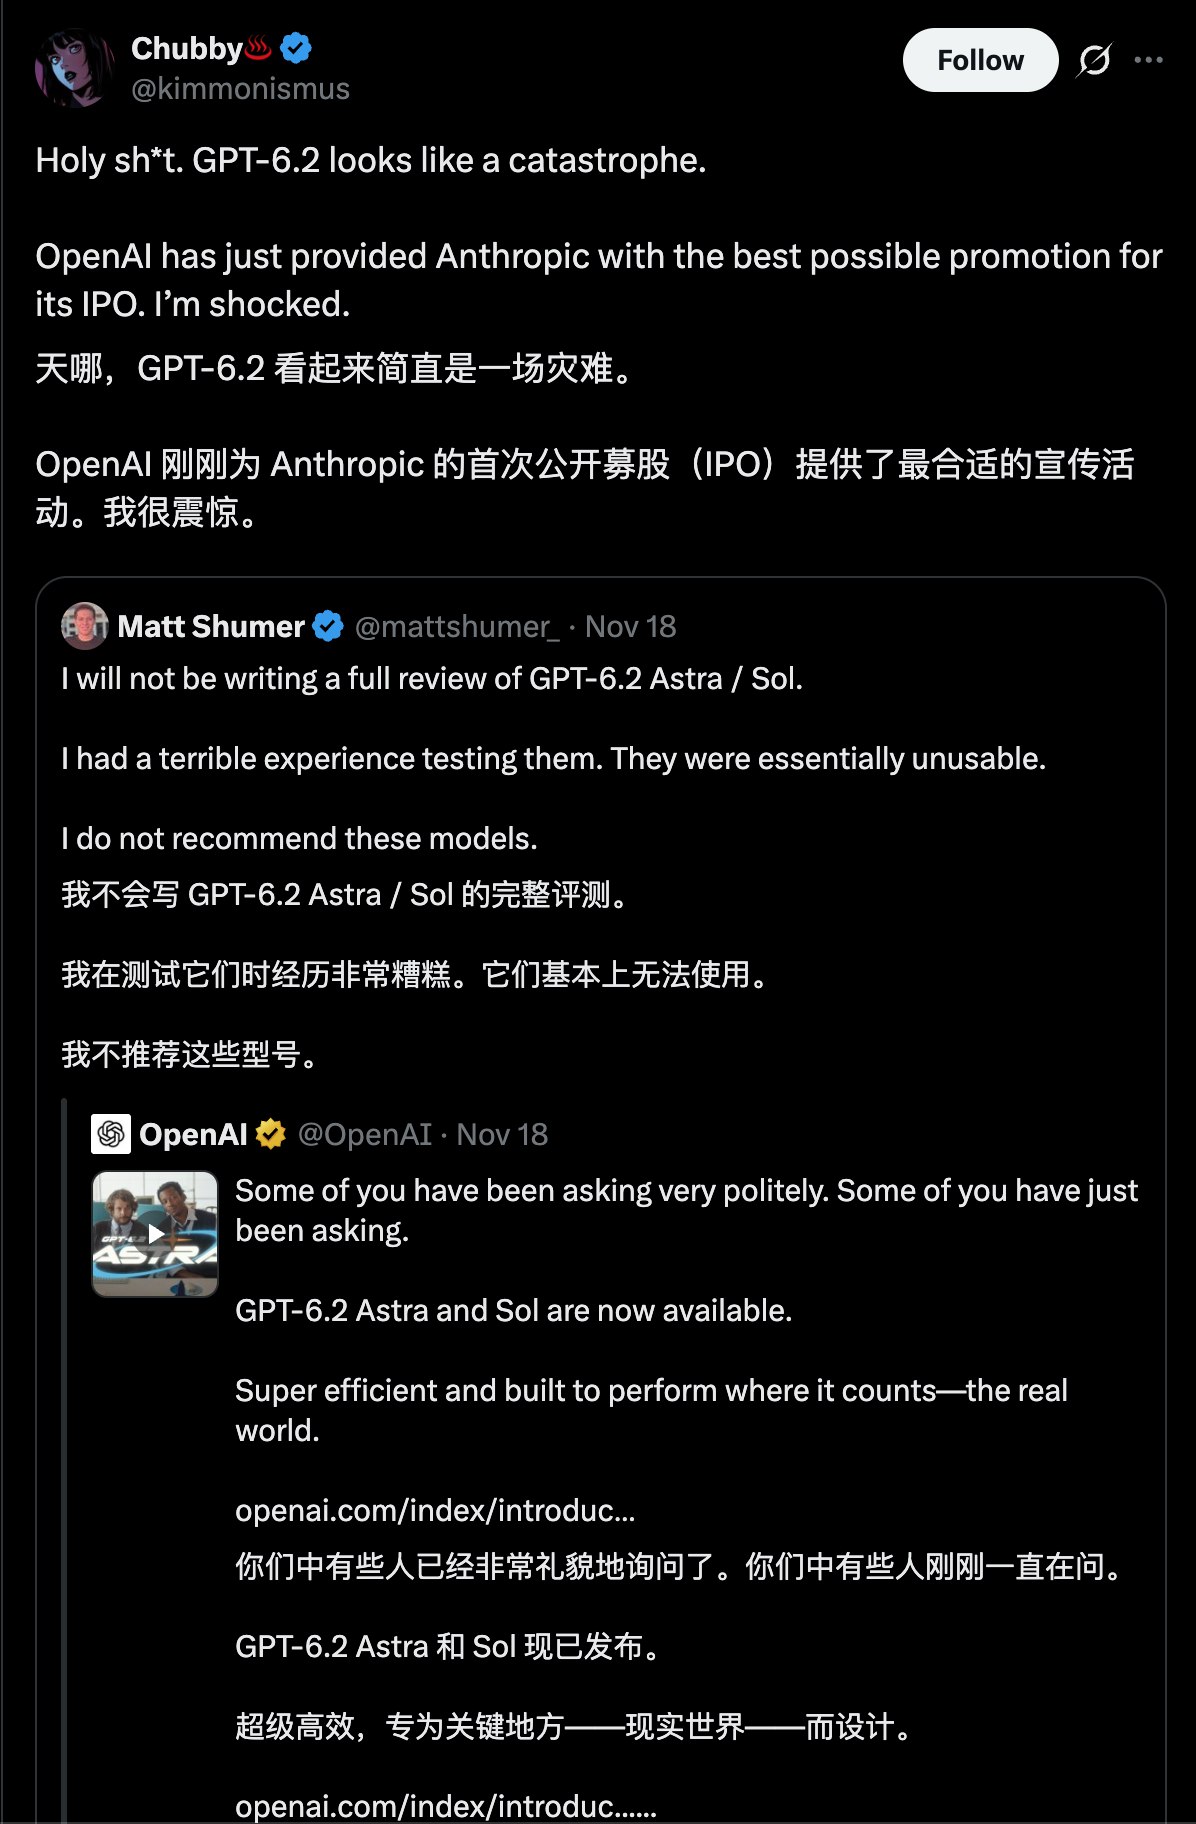 Chubby♨️
@kimmonismus
Follow
Holy sh*t. GPT-6.2 looks like a catastrophe.
OpenAI has just provided Anthropic with the best possible promotion for
its IPO. I’m shocked.
天哪，GPT-6.2 看起来简直是一场灾难。
OpenAI 刚刚为 Anthropic 的首次公开募股（IPO）提供了最合适的宣传活
动。我很震惊。
Matt Shumer @mattshumer_ · Nov 18
I will not be writing a full review of GPT-6.2 Astra / Sol.
I had a terrible experience testing them. They were essentially unusable.
I do not recommend these models.
我不会写 GPT-6.2 Astra / Sol 的完整评测。
我在测试它们时经历非常糟糕。它们基本上无法使用。
我不推荐这些型号。
OpenAI @OpenAI · Nov 18
GPT-6.2
ASTRA
Some of you have been asking very politely. Some of you have just
been asking.
GPT-6.2 Astra and Sol are now available.
Super efficient and built to perform where it counts—the real
world.
openai.com/index/introduc…
你们中有些人已经非常礼貌地询问了。你们中有些人刚刚一直在问。
GPT-6.2 Astra 和 Sol 现已发布。
超级高效，专为关键地方——现实世界——而设计。
openai.com/index/introduc......